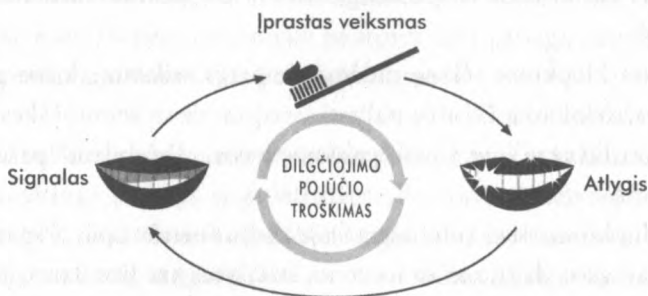 Įprastas veiksmas
Signalas
DILGČIOJIMO
POJŪČIO
TROŠKIMAS
Atlygis